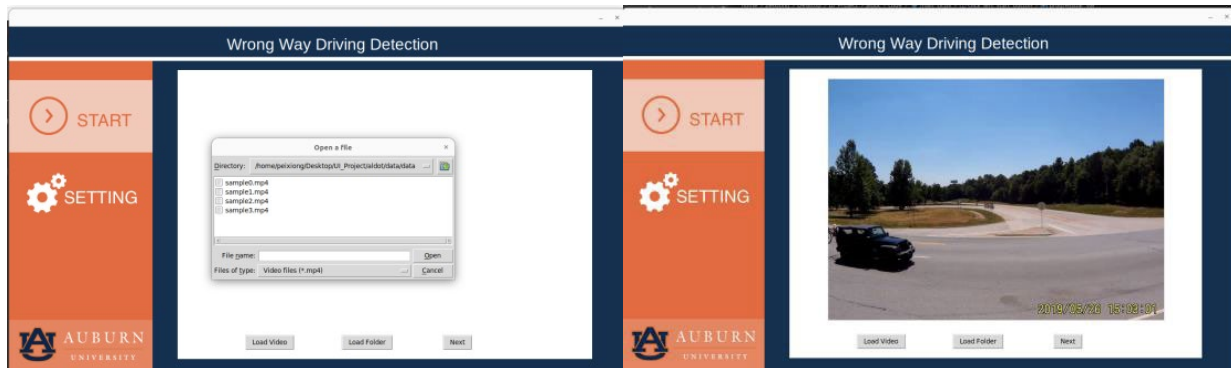 Wrong Way Driving Detection
START
SETTING
AUBURN
UNIVERSITY
Open a file
Directory: /home/peixiong/Desktop/UI_Project/aldot/data/data
sample0.mp4
sample1.mp4
sample2.mp4
sample3.mp4
File name:
Open
Files of type: Video files (*.mp4)
Cancel
Load Video
Load Folder
Next
Wrong Way Driving Detection
START
SETTING
AUBURN
UNIVERSITY
2019/05/26 15:03:01
Load Video
Load Folder
Next